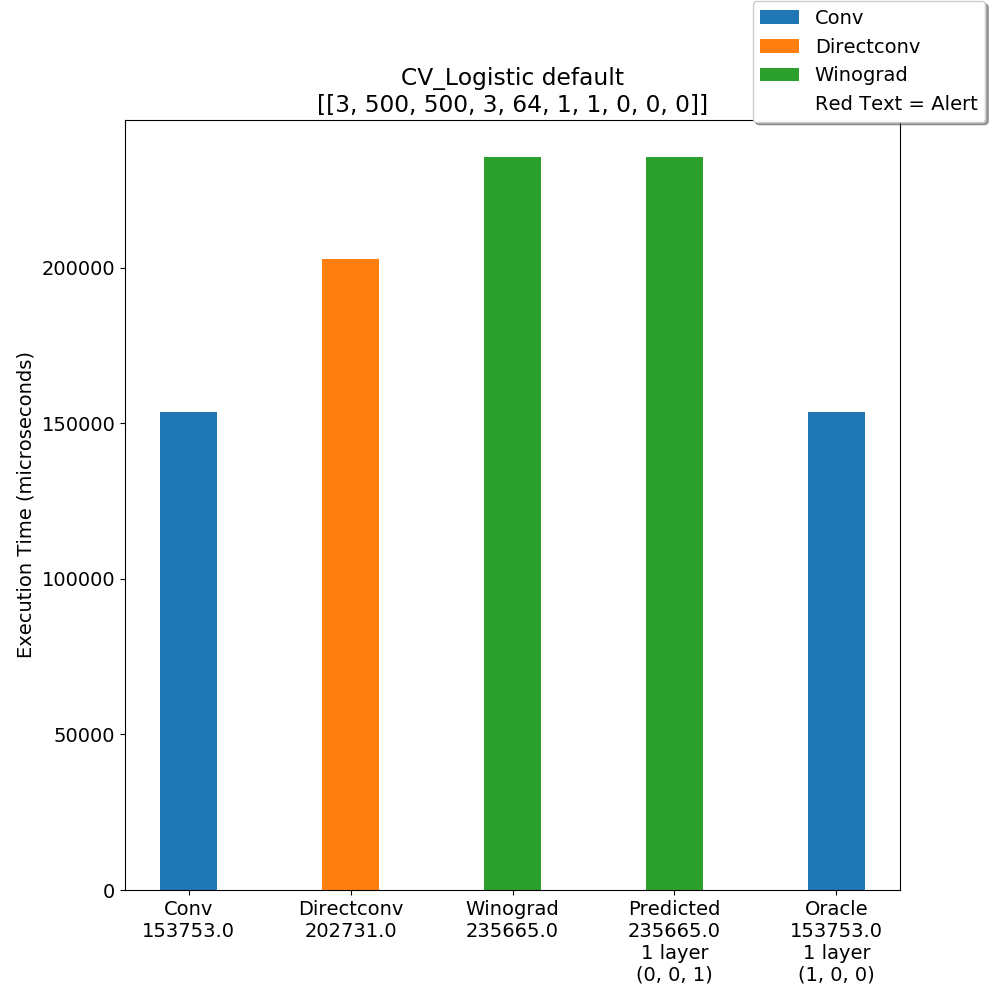 Conv
Directconv
Winograd
Red Text = Alert
CV_Logistic default
[[3, 500, 500, 3, 64, 1, 1, 0, 0, 0]]
Execution Time (microseconds)
200000
150000
100000
50000
0
Conv
153753.0
Directconv
202731.0
Winograd
235665.0
Predicted
235665.0
1 layer
(0, 0, 1)
Oracle
153753.0
1 layer
(1, 0, 0)